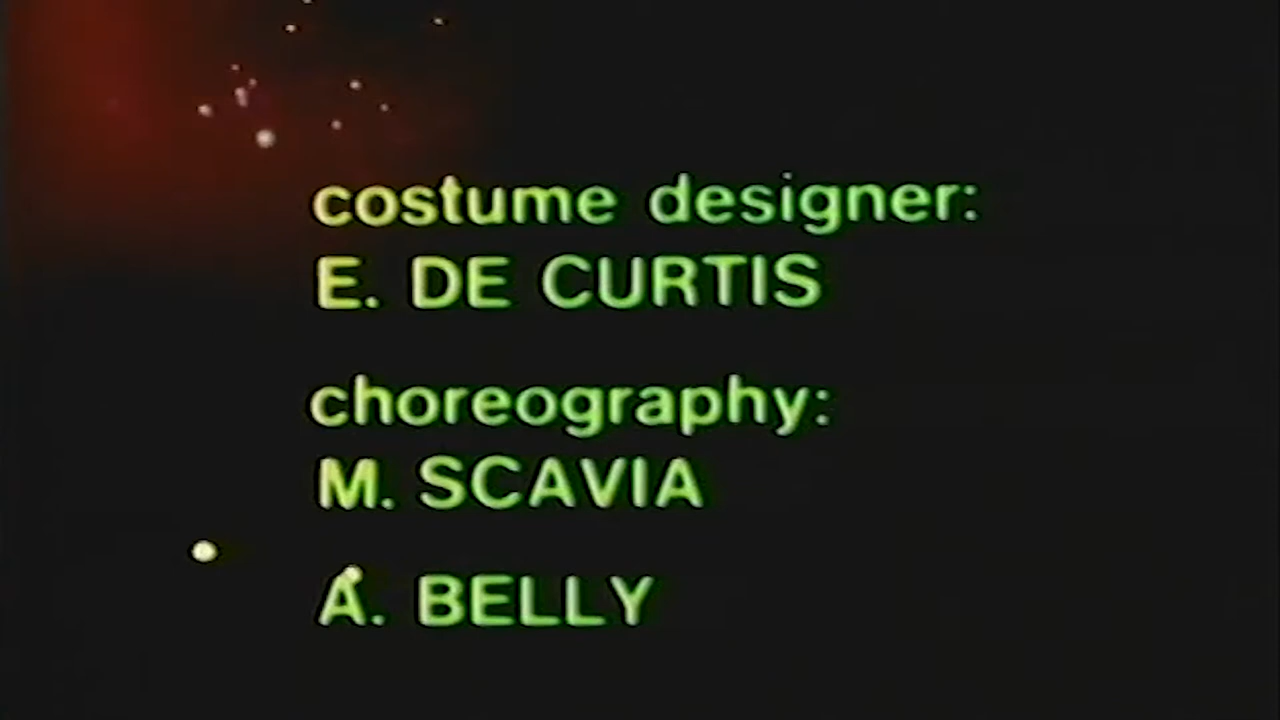 costume designer:
E. DE CURTIS
choreography:
M. SCAVIA
A. BELLY